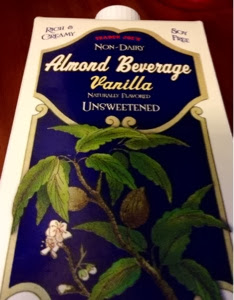 RICH &
CREAMY
SOY
FREE
TRADER JOE'S
NON-DAIRY
Almond Beverage
Vanilla
NATURALLY FLAVORED
UNSWEETENED